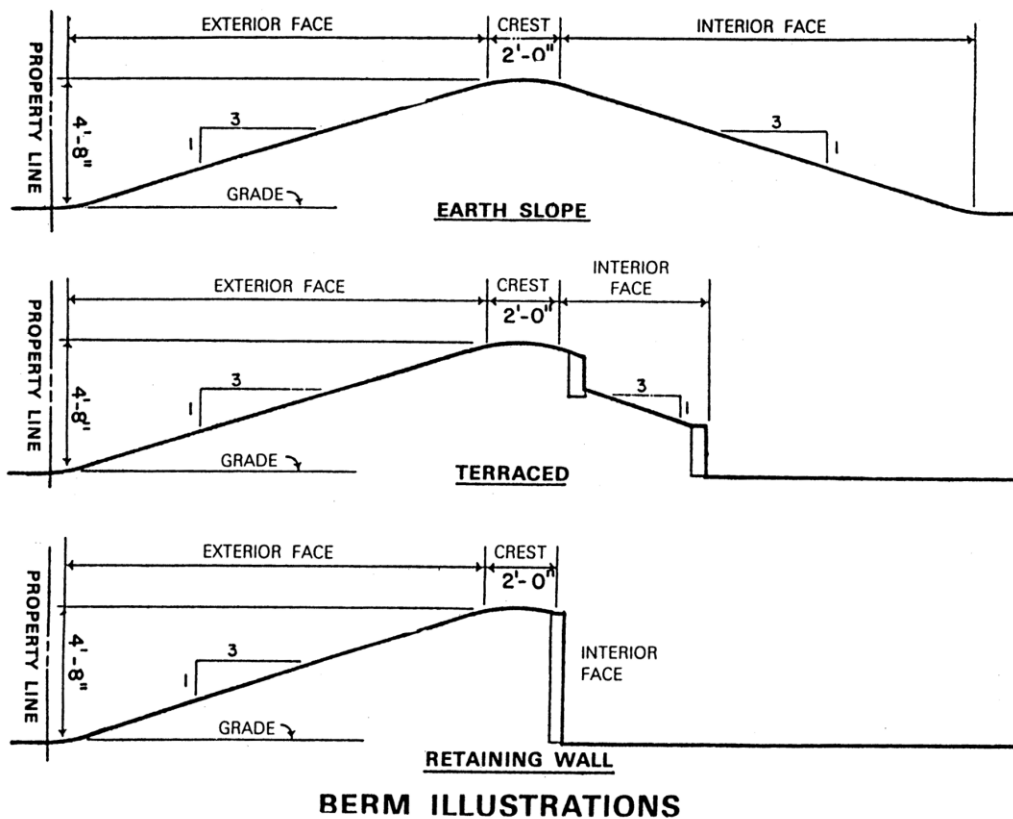 EXTERIOR FACE
CREST
INTERIOR FACE
2'-0"
PROPERTY LINE
4'-8"
3
1
3
1
GRADE
EARTH SLOPE
EXTERIOR FACE
CREST
INTERIOR
FACE
2'-0"
PROPERTY LINE
4'-8"
3
1
3
1
GRADE
TERRACED
EXTERIOR FACE
CREST
2'-0"
PROPERTY LINE
4'-8"
3
1
INTERIOR
FACE
GRADE
RETAINING WALL
BERM ILLUSTRATIONS